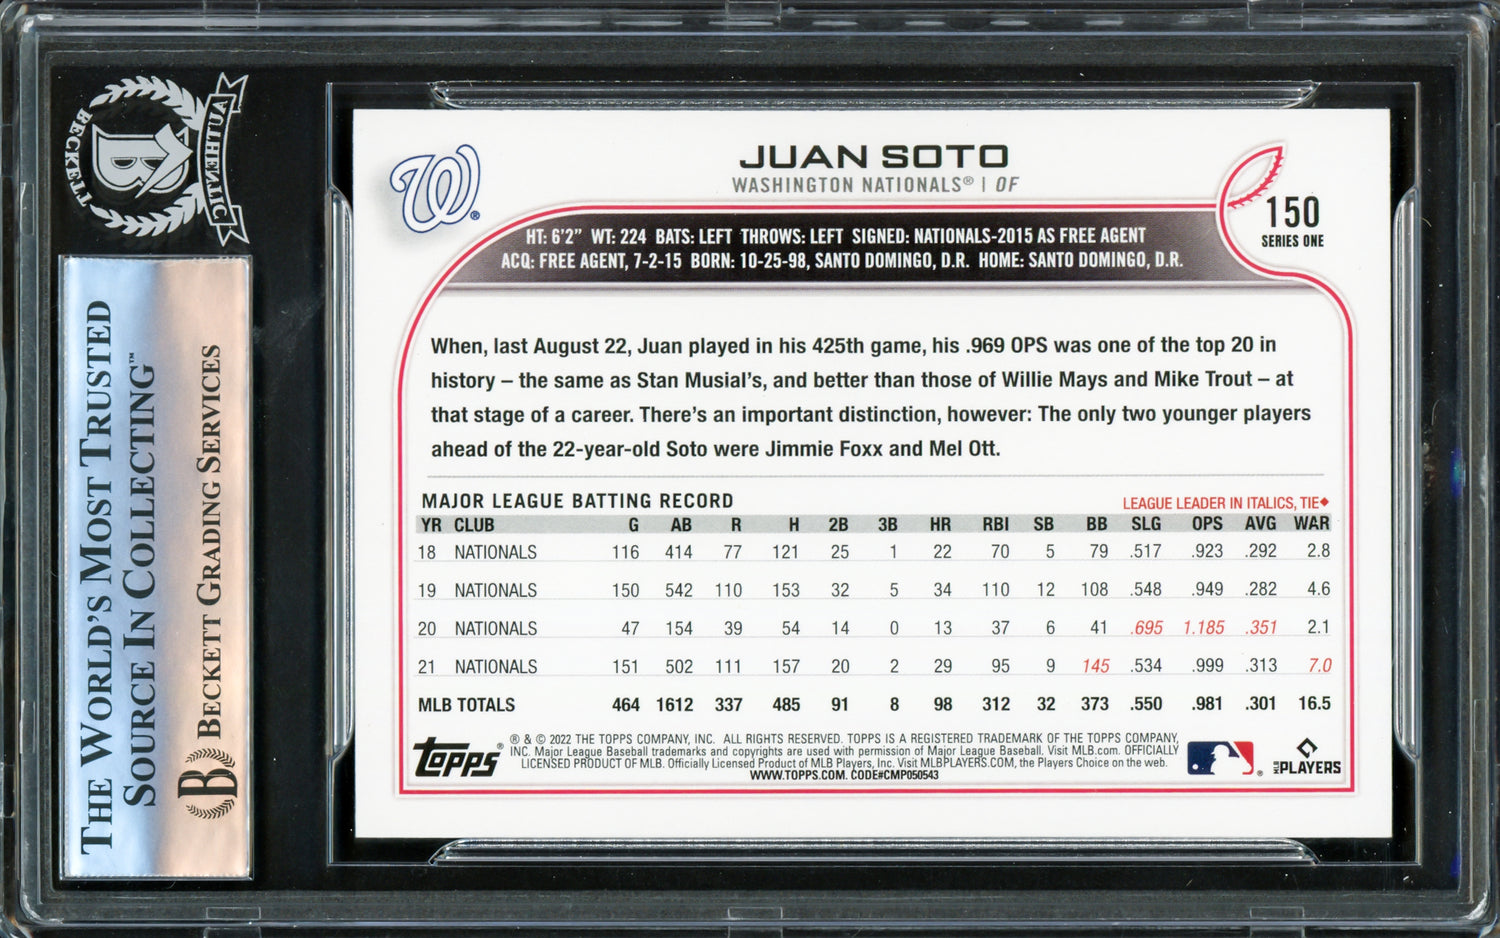 BECKETT
AUTHENTIC
THE WORLD'S MOST TRUSTED
SOURCE IN COLLECTING™
BECKETT GRADING SERVICES
JUAN SOTO
WASHINGTON NATIONALS® | OF
150
SERIES ONE
HT: 6'2" WT: 224 BATS: LEFT THROWS: LEFT SIGNED: NATIONALS-2015 AS FREE AGENT
ACQ: FREE AGENT, 7-2-15 BORN: 10-25-98, SANTO DOMINGO, D.R. HOME: SANTO DOMINGO, D.R.
When, last August 22, Juan played in his 425th game, his .969 OPS was one of the top 20 in
history – the same as Stan Musial's, and better than those of Willie Mays and Mike Trout – at
that stage of a career. There's an important distinction, however: The only two younger players
ahead of the 22-year-old Soto were Jimmie Foxx and Mel Ott.
MAJOR LEAGUE BATTING RECORD
LEAGUE LEADER IN ITALICS, TIE◆
YR CLUB G AB R H 2B 3B HR RBI SB BB SLG OPS AVG WAR
18 NATIONALS 116 414 77 121 25 1 22 70 5 79 .517 .923 .292 2.8
19 NATIONALS 150 542 110 153 32 5 34 110 12 108 .548 .949 .282 4.6
20 NATIONALS 47 154 39 54 14 0 13 37 6 41 .695 1.185 .351 2.1
21 NATIONALS 151 502 111 157 20 2 29 95 9 145 .534 .999 .313 7.0
MLB TOTALS 464 1612 337 485 91 8 98 312 32 373 .550 .981 .301 16.5
topps®
® & © 2022 THE TOPPS COMPANY, INC. ALL RIGHTS RESERVED. TOPPS IS A REGISTERED TRADEMARK OF THE TOPPS COMPANY,
INC. Major League Baseball trademarks and copyrights are used with permission of Major League Baseball. Visit MLB.com. OFFICIALLY
LICENSED PRODUCT OF MLB. Officially Licensed Product of MLB Players, Inc. Visit MLBPLAYERS.COM, the Players Choice on the web.
WWW.TOPPS.COM. CODE#CMP050543
MLB PLAYERS